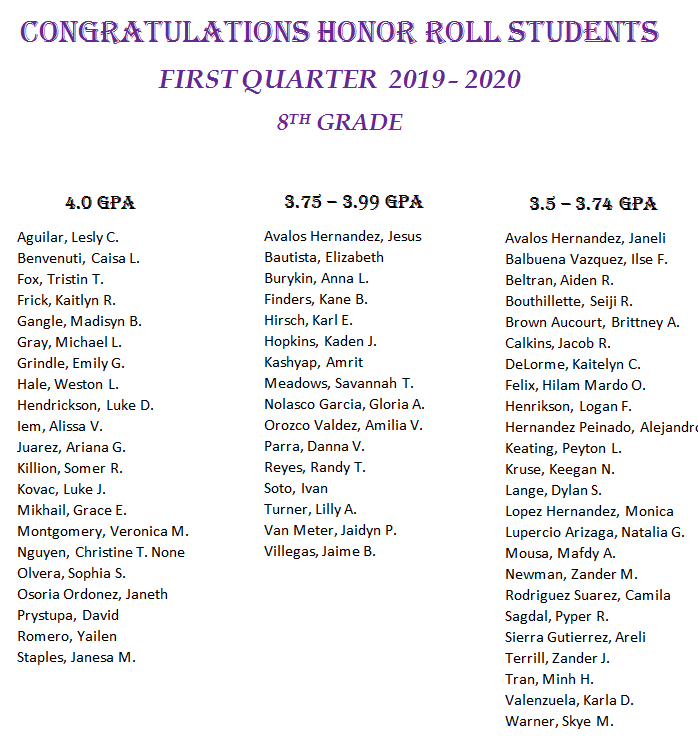 CONGRATULATIONS HONOR ROLL STUDENTS
FIRST QUARTER 2019 - 2020
8TH GRADE
4.0 GPA
Aguilar, Lesly C.
Benvenuti, Caisa L.
Fox, Tristin T.
Frick, Kaitlyn R.
Gangle, Madisyn B.
Gray, Michael L.
Grindle, Emily G.
Hale, Weston L.
Hendrickson, Luke D.
Iem, Alissa V.
Juarez, Ariana G.
Killion, Somer R.
Kovac, Luke J.
Mikhail, Grace E.
Montgomery, Veronica M.
Nguyen, Christine T. None
Olvera, Sophia S.
Osoria Ordonez, Janeth
Prystupa, David
Romero, Yailen
Staples, Janesa M.
3.75 – 3.99 GPA
Avalos Hernandez, Jesus
Bautista, Elizabeth
Burykin, Anna L.
Finders, Kane B.
Hirsch, Karl E.
Hopkins, Kaden J.
Kashyap, Amrit
Meadows, Savannah T.
Nolasco Garcia, Gloria A.
Orozco Valdez, Amilia V.
Parra, Danna V.
Reyes, Randy T.
Soto, Ivan
Turner, Lilly A.
Van Meter, Jaidyn P.
Villegas, Jaime B.
3.5 – 3.74 GPA
Avalos Hernandez, Janeli
Balbuena Vazquez, Ilse F.
Beltran, Aiden R.
Bouthillette, Seiji R.
Brown Aucourt, Brittney A.
Calkins, Jacob R.
DeLorme, Kaitelyn C.
Felix, Hilam Mardo O.
Henrikson, Logan F.
Hernandez Peinado, Alejandro
Keating, Peyton L.
Kruse, Keegan N.
Lange, Dylan S.
Lopez Hernandez, Monica
Lupercio Arizaga, Natalia G.
Mousa, Mafdy A.
Newman, Zander M.
Rodriguez Suarez, Camila
Sagdal, Pyper R.
Sierra Gutierrez, Areli
Terrill, Zander J.
Tran, Minh H.
Valenzuela, Karla D.
Warner, Skye M.